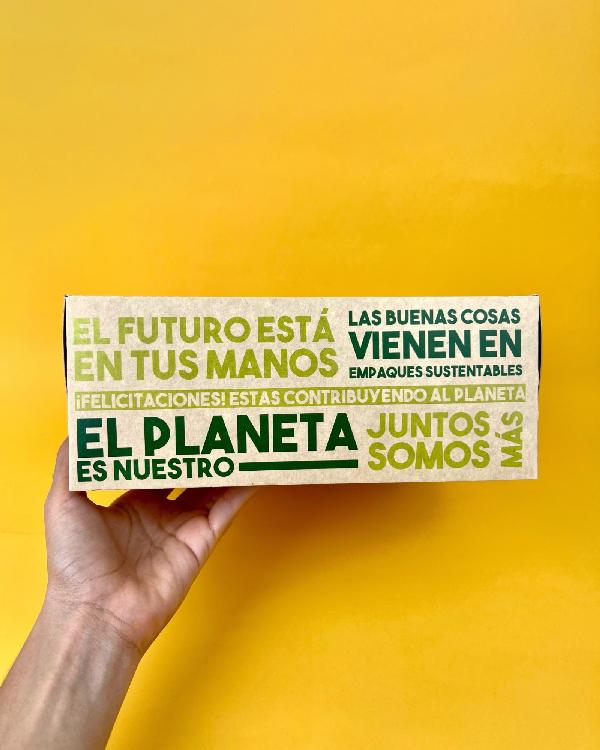 EL FUTURO ESTÁ
EN TUS MANOS
LAS BUENAS COSAS
VIENEN EN
EMPAQUES SUSTENTABLES
¡FELICITACIONES! ESTAS CONTRIBUYENDO AL PLANETA
EL PLANETA
ES NUESTRO
JUNTOS
SOMOS
MÁS